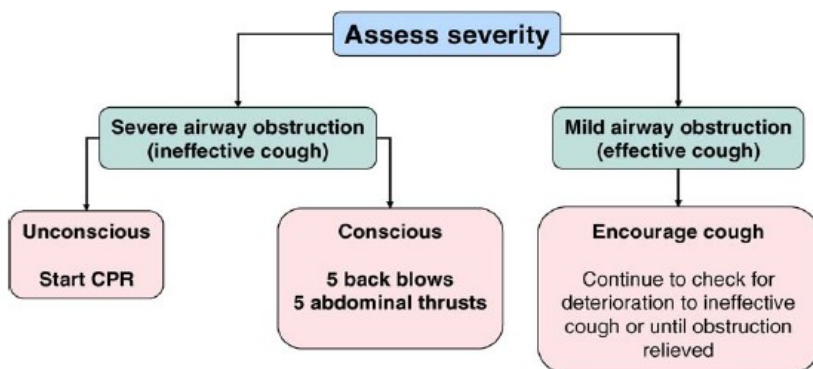 Assess severity
Severe airway obstruction
(ineffective cough)
Mild airway obstruction
(effective cough)
Unconscious
Start CPR
Conscious
5 back blows
5 abdominal thrusts
Encourage cough
Continue to check for
deterioration to ineffective
cough or until obstruction
relieved